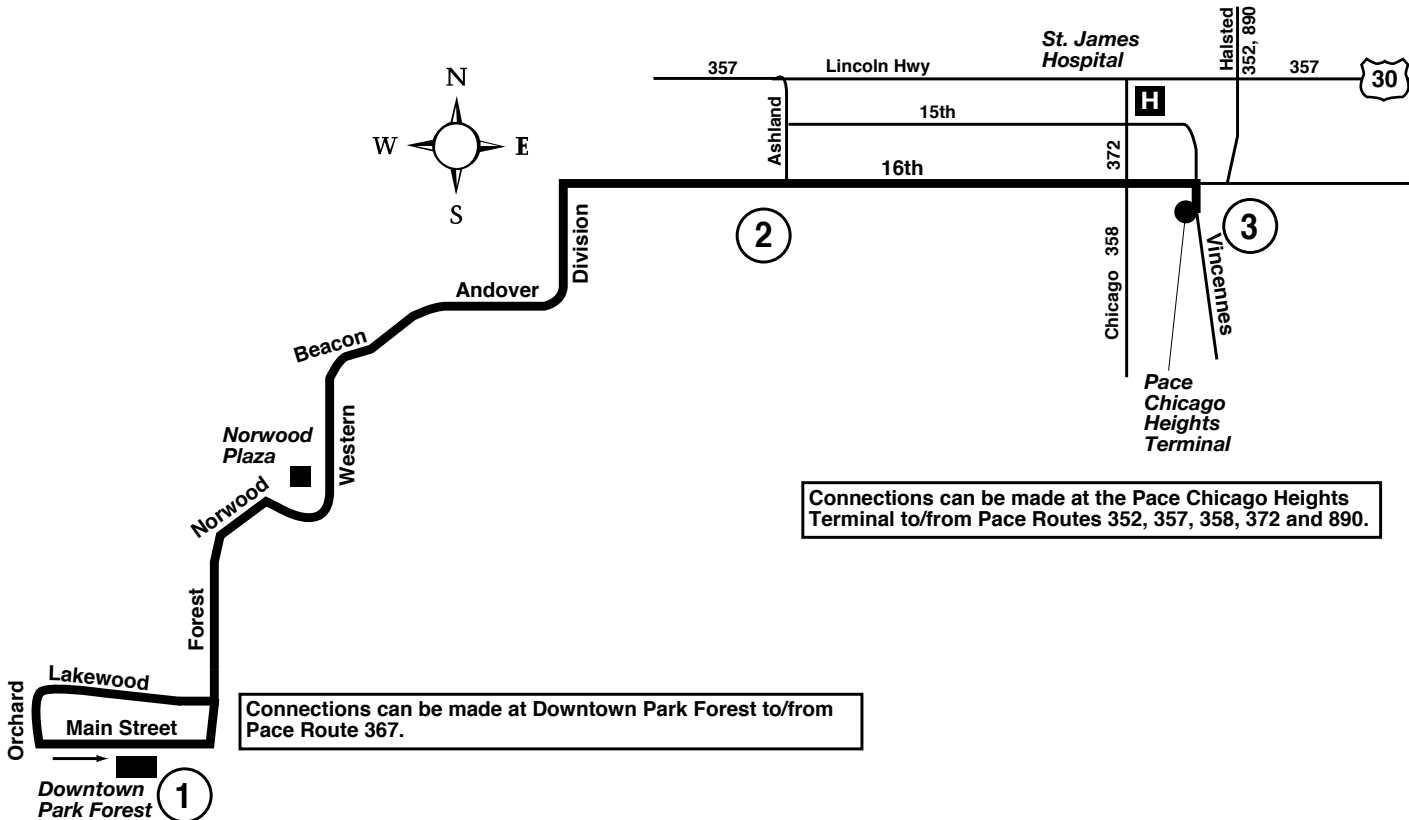 St. James
Hospital
Halsted
352, 890
357
Lincoln Hwy
357
30
H
N
W
E
S
Ashland
15th
372
16th
2
3
Division
Andover
Chicago 358
Vincennes
Beacon
Pace
Chicago
Heights
Terminal
Western
Norwood
Plaza
Norwood
Connections can be made at the Pace Chicago Heights
Terminal to/from Pace Routes 352, 357, 358, 372 and 890.
Forest
Lakewood
Orchard
Main Street
Connections can be made at Downtown Park Forest to/from
Pace Route 367.
Downtown
Park Forest
1